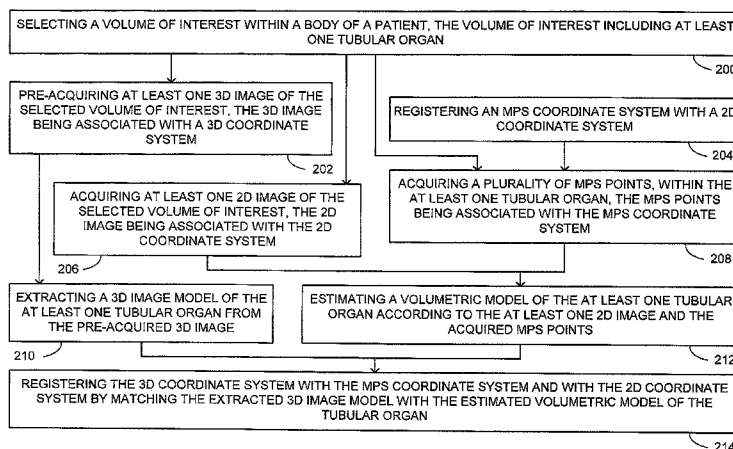 SELECTING A VOLUME OF INTEREST WITHIN A BODY OF A PATIENT, THE VOLUME OF INTEREST INCLUDING AT LEAST
ONE TUBULAR ORGAN
200
PRE-ACQUIRING AT LEAST ONE 3D IMAGE OF THE
SELECTED VOLUME OF INTEREST, THE 3D IMAGE
BEING ASSOCIATED WITH A 3D COORDINATE
SYSTEM
202
REGISTERING AN MPS COORDINATE SYSTEM WITH A 2D
COORDINATE SYSTEM
204
ACQUIRING AT LEAST ONE 2D IMAGE OF THE
SELECTED VOLUME OF INTEREST, THE 2D
IMAGE BEING ASSOCIATED WITH THE 2D
COORDINATE SYSTEM
206
ACQUIRING A PLURALITY OF MPS POINTS, WITHIN THE
AT LEAST ONE TUBULAR ORGAN, THE MPS POINTS
BEING ASSOCIATED WITH THE MPS COORDINATE
SYSTEM
208
EXTRACTING A 3D IMAGE MODEL OF THE
AT LEAST ONE TUBULAR ORGAN FROM
THE PRE-ACQUIRED 3D IMAGE
210
ESTIMATING A VOLUMETRIC MODEL OF THE AT LEAST ONE TUBULAR
ORGAN ACCORDING TO THE AT LEAST ONE 2D IMAGE AND THE
ACQUIRED MPS POINTS
212
REGISTERING THE 3D COORDINATE SYSTEM WITH THE MPS COORDINATE SYSTEM AND WITH THE 2D COORDINATE
SYSTEM BY MATCHING THE EXTRACTED 3D IMAGE MODEL WITH THE ESTIMATED VOLUMETRIC MODEL OF THE
TUBULAR ORGAN
214